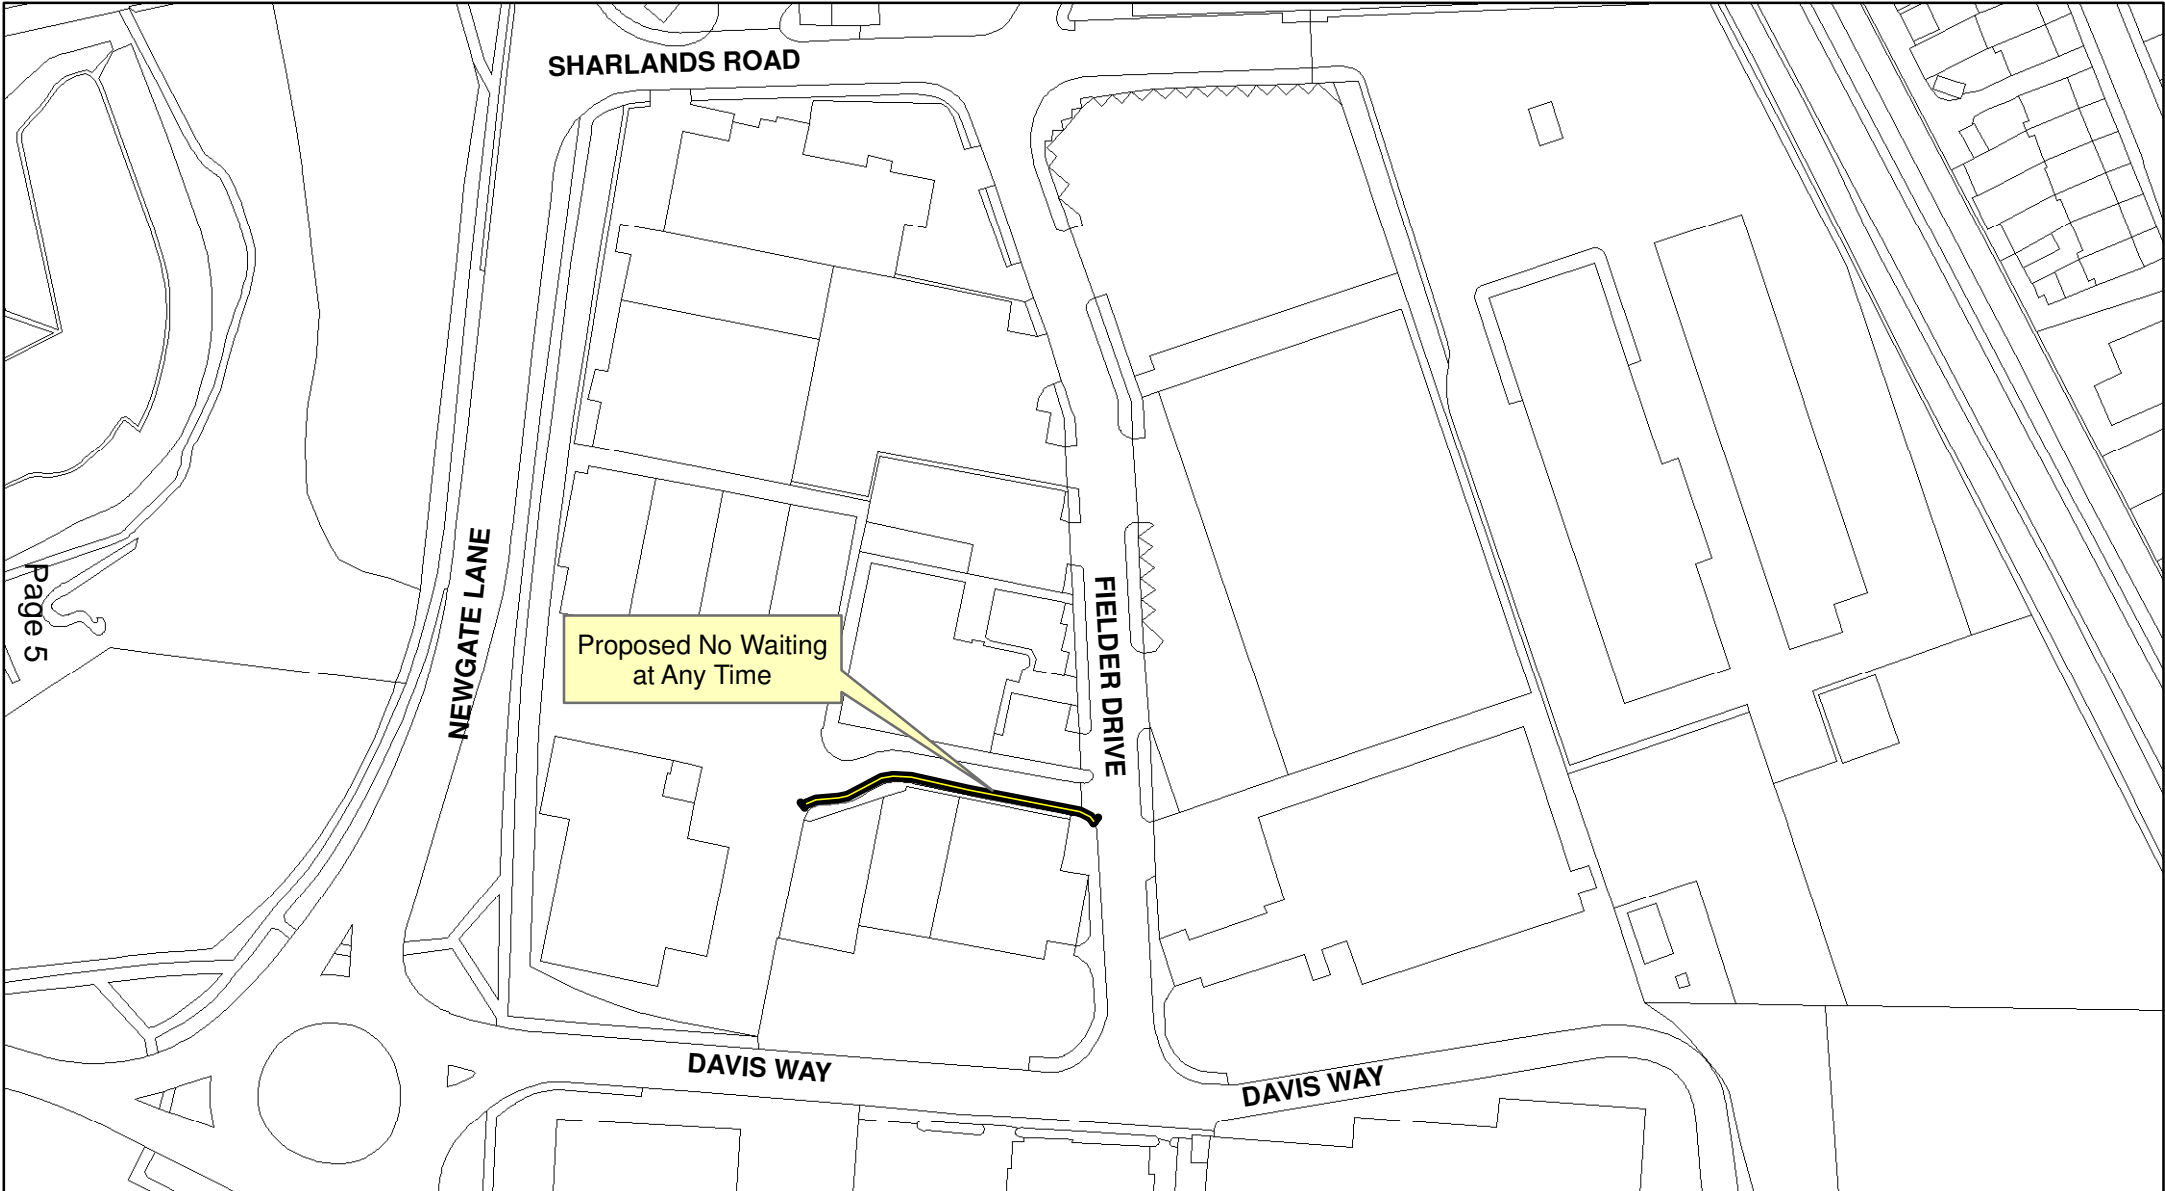 SHARLANDS ROAD
NEWGATE LANE
Page 5
Proposed No Waiting
at Any Time
FIELDER DRIVE
DAVIS WAY
DAVIS WAY